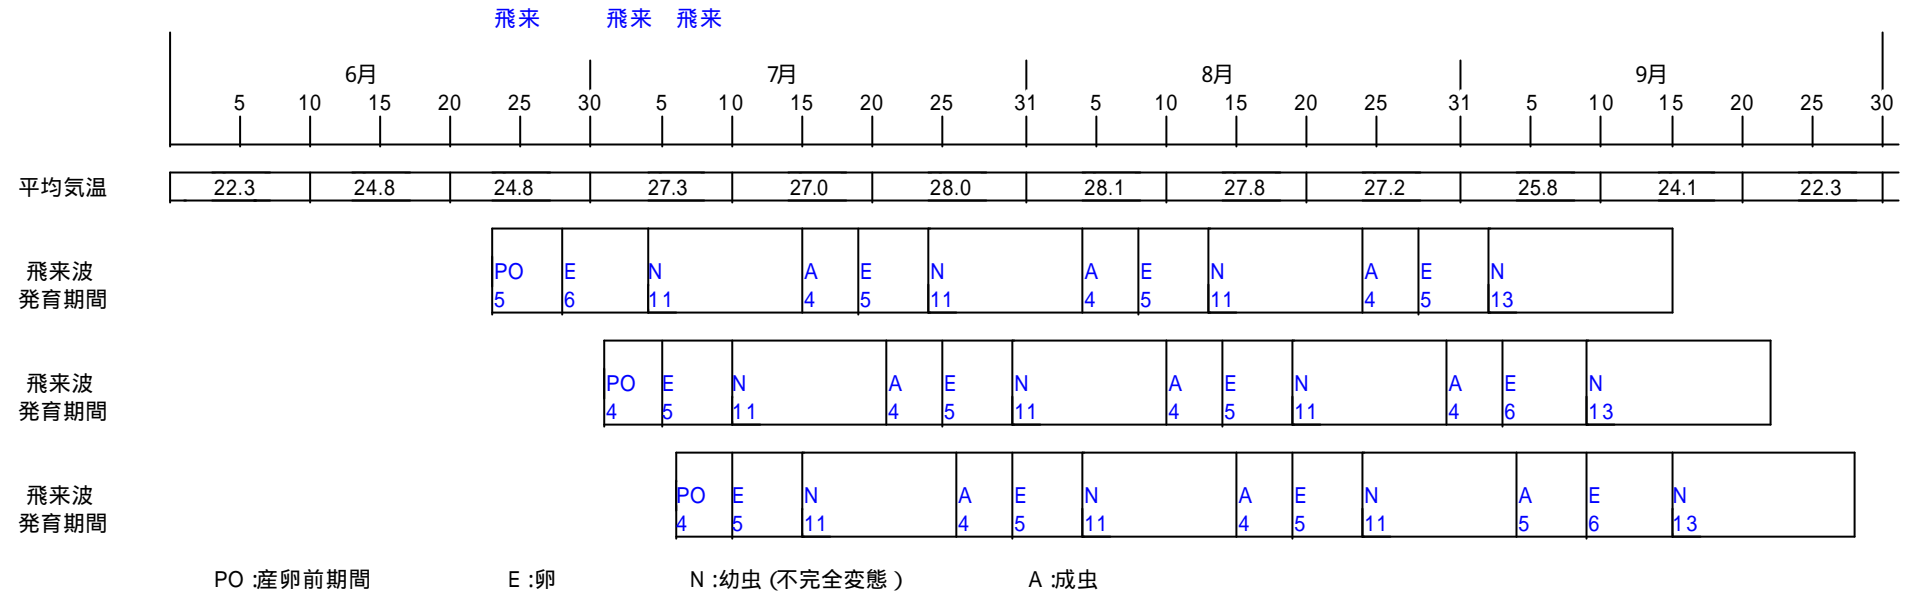 飛来 飛来 飛来
6月 7月 8月 9月
5 10 15 20 25 30 5 10 15 20 25 31 5 10 15 20 25 31 5 10 15 20 25 30
平均気温 22.3 24.8 24.8 27.3 27.0 28.0 28.1 27.8 27.2 25.8 24.1 22.3
飛来波 PO E N A E N A E N A E N
発育期間 5 6 11 4 5 11 4 5 11 4 5 13
飛来波 PO E N A E N A E N A E N
発育期間 4 5 11 4 5 11 4 5 11 4 6 13
飛来波 PO E N A E N A E N A E N
発育期間 4 5 11 4 5 11 4 5 11 5 6 13
PO :産卵前期間 E :卵 N :幼虫 (不完全変態 ) A :成虫